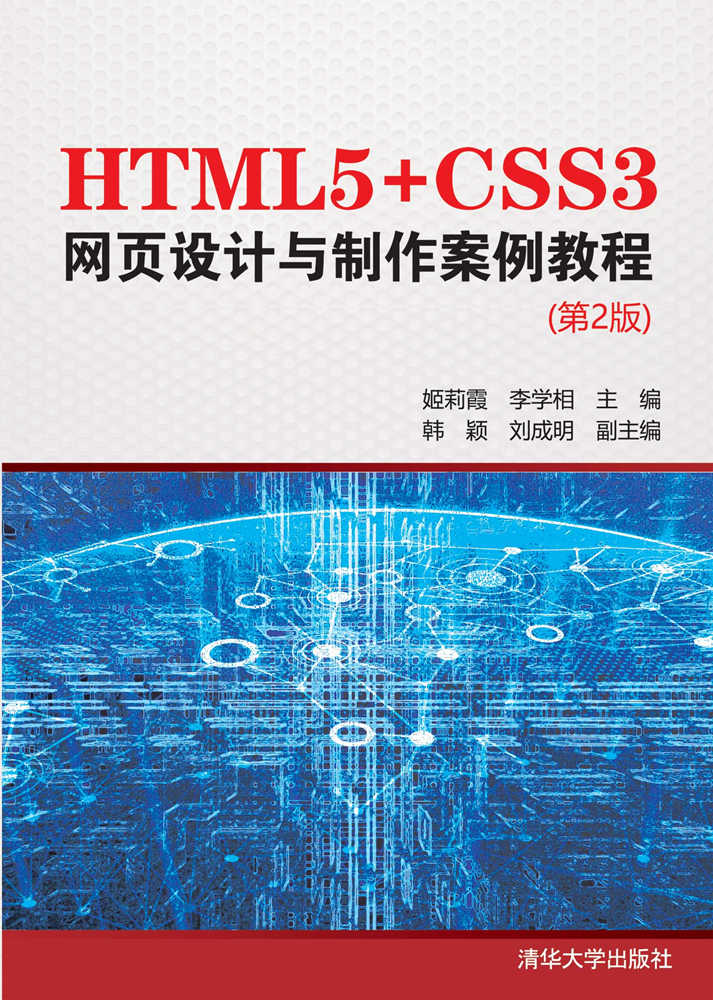 HTML5+CSS3
网页设计与制作案例教程
(第2版)
姬莉霞 李学相 主 编
韩 颖 刘成明 副主编
清华大学出版社